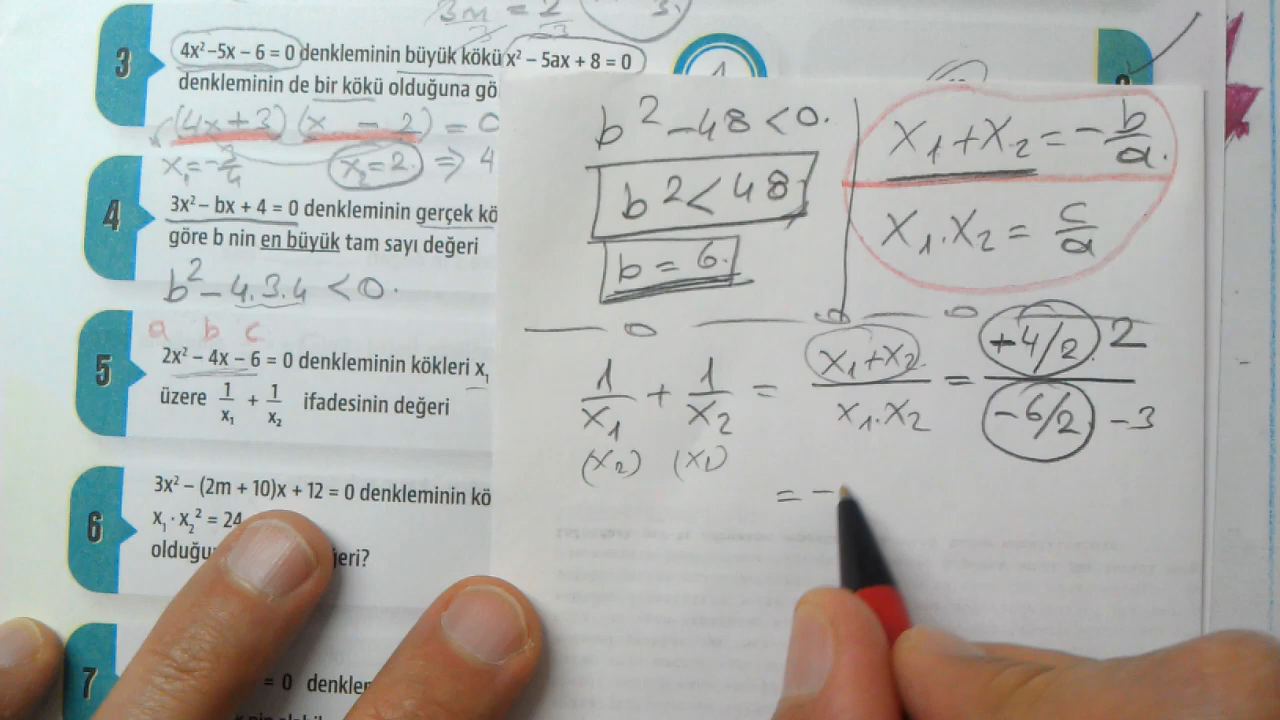 3m = 2
3.
3
4x² – 5x – 6 = 0 denkleminin büyük kökü x² – 5ax + 8 = 0
denkleminin de bir kökü olduğuna gö
(4x + 3) (x – 2) = 0
x₁ = -3/4 x₂ = 2. ⇒ 4
4
3x² – bx + 4 = 0 denkleminin gerçek kö
göre b nin en büyük tam sayı değeri
b² – 4.3.4 < 0.
a b c
5
2x² – 4x – 6 = 0 denkleminin kökleri x₁
üzere 1/x₁ + 1/x₂ ifadesinin değeri
6
3x² – (2m + 10)x + 12 = 0 denkleminin kö
x₁ · x₂² = 24
olduğu
eri?
7
= 0 denkle
b² – 48 < 0.
b² < 48
b = 6.
x₁ + x₂ = - b/a.
x₁ . x₂ = c/a
1/x₁ + 1/x₂ = x₁ + x₂ / x₁ . x₂ = +4/2 2 / -6/2 -3
(x₂) (x₁)
= -